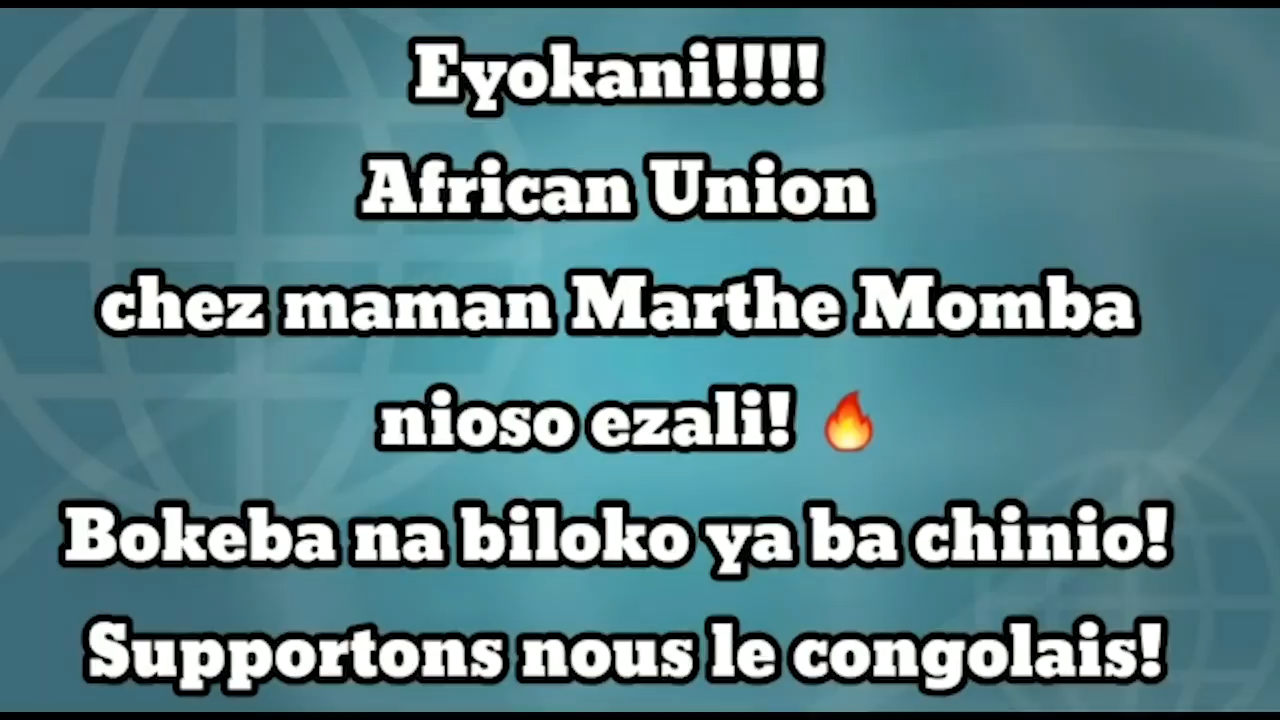 Eyokani!!!!
African Union
chez maman Marthe Momba
nioso ezali! 🔥
Bokeba na biloko ya ba chinio!
Supportons nous le congolais!